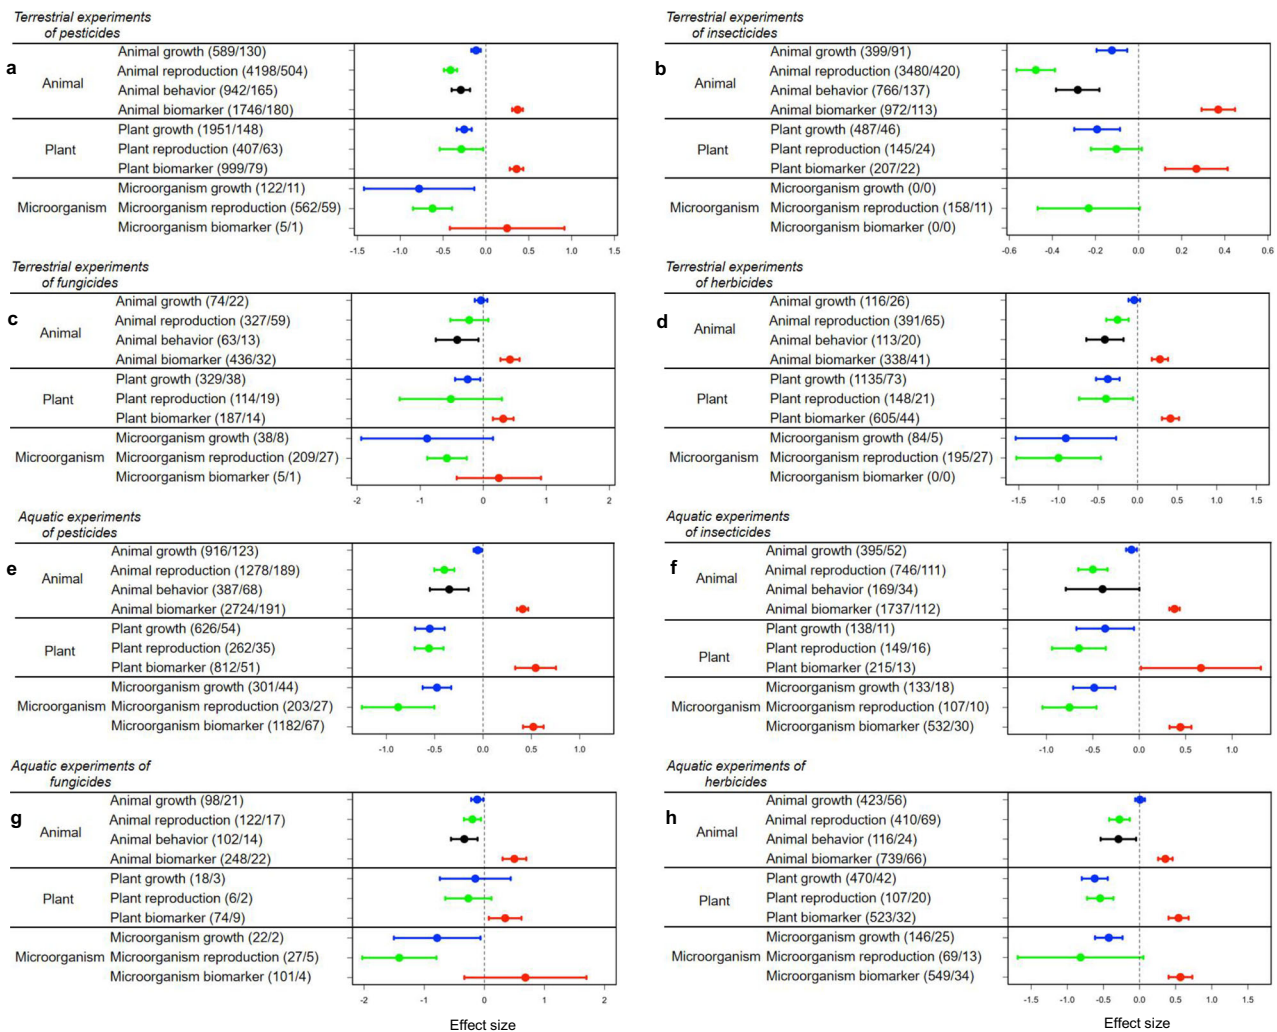 Terrestrial experiments
of pesticides
a
Animal
Animal growth (589/130)
Animal reproduction (4198/504)
Animal behavior (942/165)
Animal biomarker (1746/180)
Plant
Plant growth (1951/148)
Plant reproduction (407/63)
Plant biomarker (999/79)
Microorganism
Microorganism growth (122/11)
Microorganism reproduction (562/59)
Microorganism biomarker (5/1)
-1.5 -1.0 -0.5 0.0 0.5 1.0 1.5
Terrestrial experiments
of insecticides
b
Animal
Animal growth (399/91)
Animal reproduction (3480/420)
Animal behavior (766/137)
Animal biomarker (972/113)
Plant
Plant growth (487/46)
Plant reproduction (145/24)
Plant biomarker (207/22)
Microorganism
Microorganism growth (0/0)
Microorganism reproduction (158/11)
Microorganism biomarker (0/0)
-0.6 -0.4 -0.2 0.0 0.2 0.4 0.6
Terrestrial experiments
of fungicides
c
Animal
Animal growth (74/22)
Animal reproduction (327/59)
Animal behavior (63/13)
Animal biomarker (436/32)
Plant
Plant growth (329/38)
Plant reproduction (114/19)
Plant biomarker (187/14)
Microorganism
Microorganism growth (38/8)
Microorganism reproduction (209/27)
Microorganism biomarker (5/1)
-2 -1 0 1 2
Terrestrial experiments
of herbicides
d
Animal
Animal growth (116/26)
Animal reproduction (391/65)
Animal behavior (113/20)
Animal biomarker (338/41)
Plant
Plant growth (1135/73)
Plant reproduction (148/21)
Plant biomarker (605/44)
Microorganism
Microorganism growth (84/5)
Microorganism reproduction (195/27)
Microorganism biomarker (0/0)
-1.5 -1.0 -0.5 0.0 0.5 1.0 1.5
Aquatic experiments
of pesticides
e
Animal
Animal growth (916/123)
Animal reproduction (1278/189)
Animal behavior (387/68)
Animal biomarker (2724/191)
Plant
Plant growth (626/54)
Plant reproduction (262/35)
Plant biomarker (812/51)
Microorganism
Microorganism growth (301/44)
Microorganism reproduction (203/27)
Microorganism biomarker (1182/67)
-1.0 -0.5 0.0 0.5 1.0
Aquatic experiments
of insecticides
f
Animal
Animal growth (395/52)
Animal reproduction (746/111)
Animal behavior (169/34)
Animal biomarker (1737/112)
Plant
Plant growth (138/11)
Plant reproduction (149/16)
Plant biomarker (215/13)
Microorganism
Microorganism growth (133/18)
Microorganism reproduction (107/10)
Microorganism biomarker (532/30)
-1.0 -0.5 0.0 0.5 1.0
Aquatic experiments of
fungicides
g
Animal
Animal growth (98/21)
Animal reproduction (122/17)
Animal behavior (102/14)
Animal biomarker (248/22)
Plant
Plant growth (18/3)
Plant reproduction (6/2)
Plant biomarker (74/9)
Microorganism
Microorganism growth (22/2)
Microorganism reproduction (27/5)
Microorganism biomarker (101/4)
-2 -1 0 1 2
Effect size
Aquatic experiments of
herbicides
h
Animal
Animal growth (423/56)
Animal reproduction (410/69)
Animal behavior (116/24)
Animal biomarker (739/66)
Plant
Plant growth (470/42)
Plant reproduction (107/20)
Plant biomarker (523/32)
Microorganism
Microorganism growth (146/25)
Microorganism reproduction (69/13)
Microorganism biomarker (549/34)
-1.5 -1.0 -0.5 0.0 0.5 1.0 1.5
Effect size